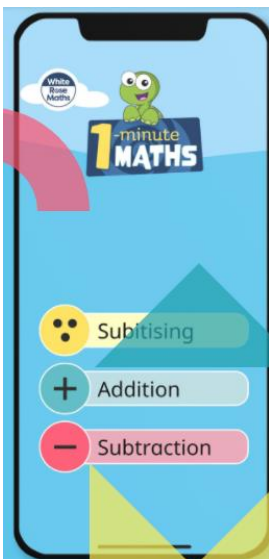 White
Rose
Maths
1-minute
MATHS
Subitising
+ Addition
− Subtraction